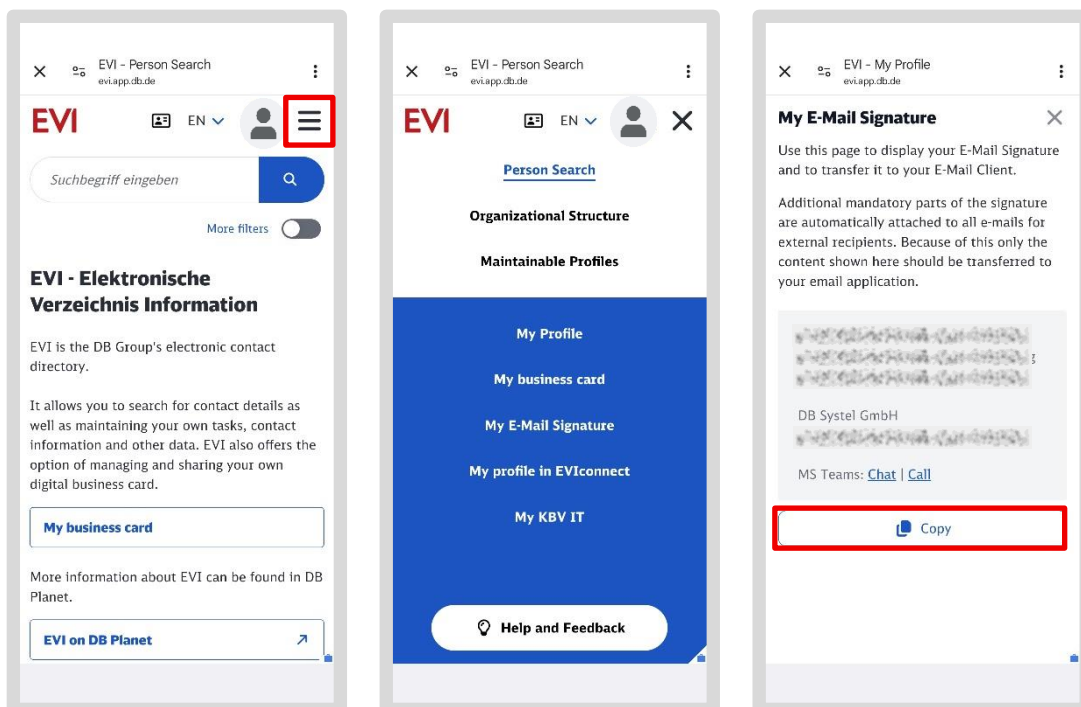 EVI - Person Search
evi.app.db.de
EVI
EN
Suchbegriff eingeben
More filters
EVI - Elektronische
Verzeichnis Information
EVI is the DB Group's electronic contact
directory.
It allows you to search for contact details as
well as maintaining your own tasks, contact
information and other data. EVI also offers the
option of managing and sharing your own
digital business card.
My business card
More information about EVI can be found in DB
Planet.
EVI on DB Planet
EVI - Person Search
evi.app.db.de
EVI
EN
Person Search
Organizational Structure
Maintainable Profiles
My Profile
My business card
My E-Mail Signature
My profile in EVIconnect
My KBV IT
Help and Feedback
EVI - My Profile
evi.app.db.de
My E-Mail Signature
Use this page to display your E-Mail Signature
and to transfer it to your E-Mail Client.
Additional mandatory parts of the signature
are automatically attached to all e-mails for
external recipients. Because of this only the
content shown here should be transferred to
your email application.
DB Systel GmbH
MS Teams: Chat | Call
Copy